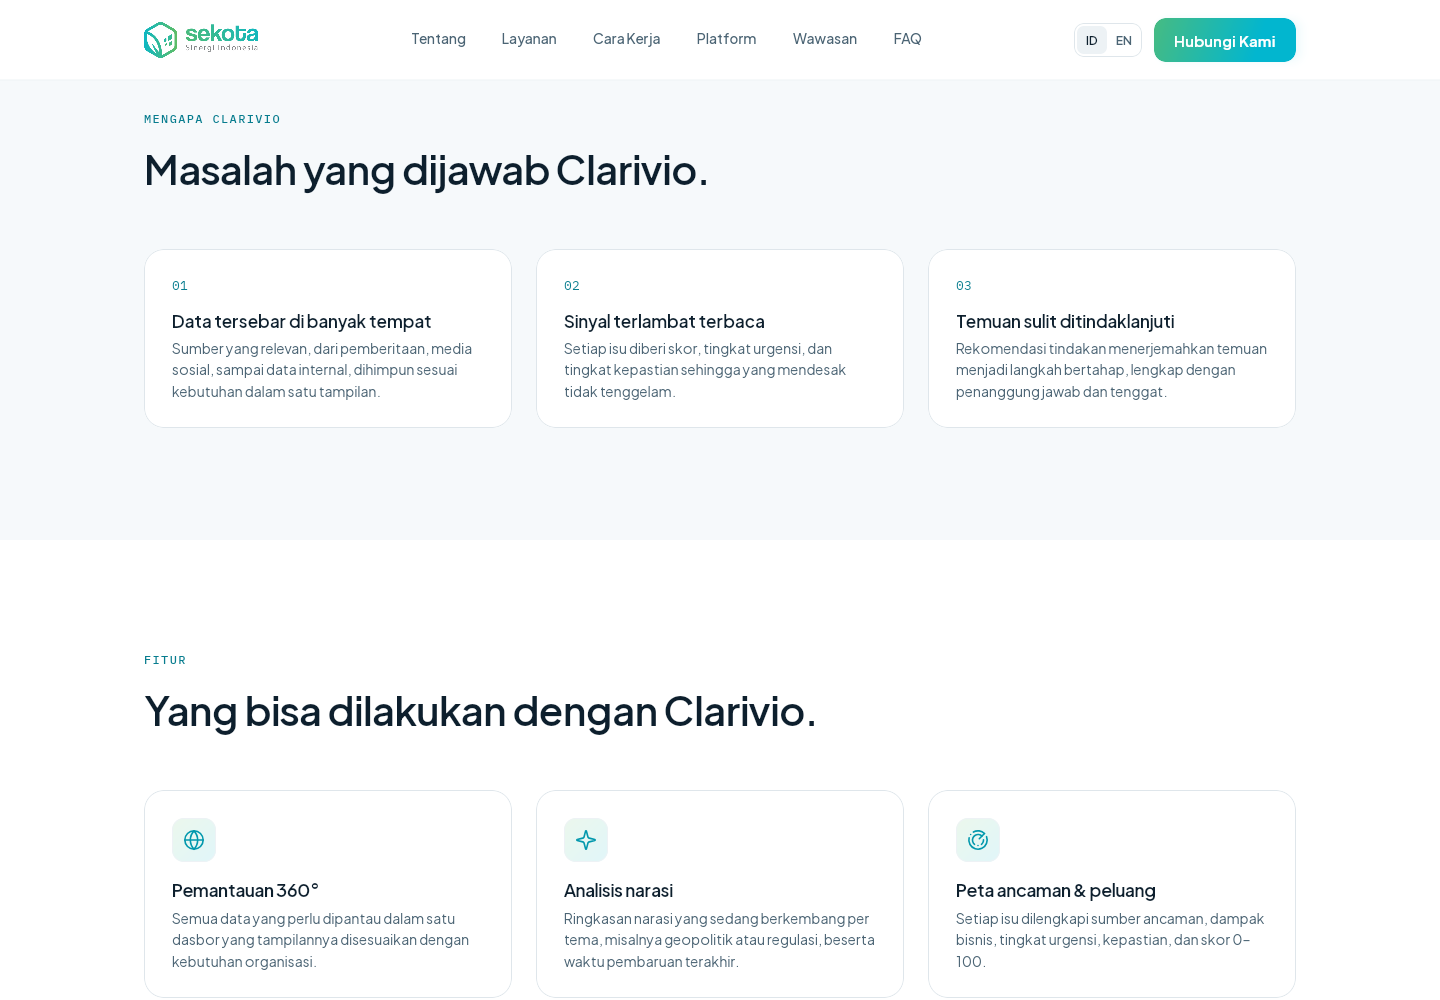 sekota
Sinergi Indonesia
Tentang
Layanan
Cara Kerja
Platform
Wawasan
FAQ
ID
EN
Hubungi Kami
MENGAPA CLARIVIO
Masalah yang dijawab Clarivio.
01
Data tersebar di banyak tempat
Sumber yang relevan, dari pemberitaan, media
sosial, sampai data internal, dihimpun sesuai
kebutuhan dalam satu tampilan.
02
Sinyal terlambat terbaca
Setiap isu diberi skor, tingkat urgensi, dan
tingkat kepastian sehingga yang mendesak
tidak tenggelam.
03
Temuan sulit ditindaklanjuti
Rekomendasi tindakan menerjemahkan temuan
menjadi langkah bertahap, lengkap dengan
penanggung jawab dan tenggat.
FITUR
Yang bisa dilakukan dengan Clarivio.
Pemantauan 360°
Semua data yang perlu dipantau dalam satu
dasbor yang tampilannya disesuaikan dengan
kebutuhan organisasi.
Analisis narasi
Ringkasan narasi yang sedang berkembang per
tema, misalnya geopolitik atau regulasi, beserta
waktu pembaruan terakhir.
Peta ancaman & peluang
Setiap isu dilengkapi sumber ancaman, dampak
bisnis, tingkat urgensi, kepastian, dan skor 0–
100.